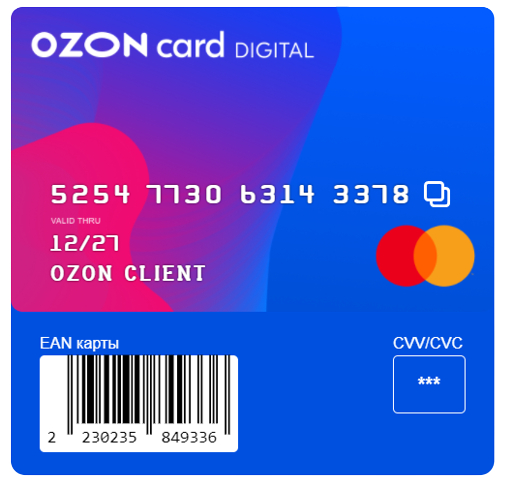 OZON card DIGITAL
5254 7730 6314 3378
VALID THRU
12/27
OZON CLIENT
EAN карты
CVV/CVC
***
2 230235 849336